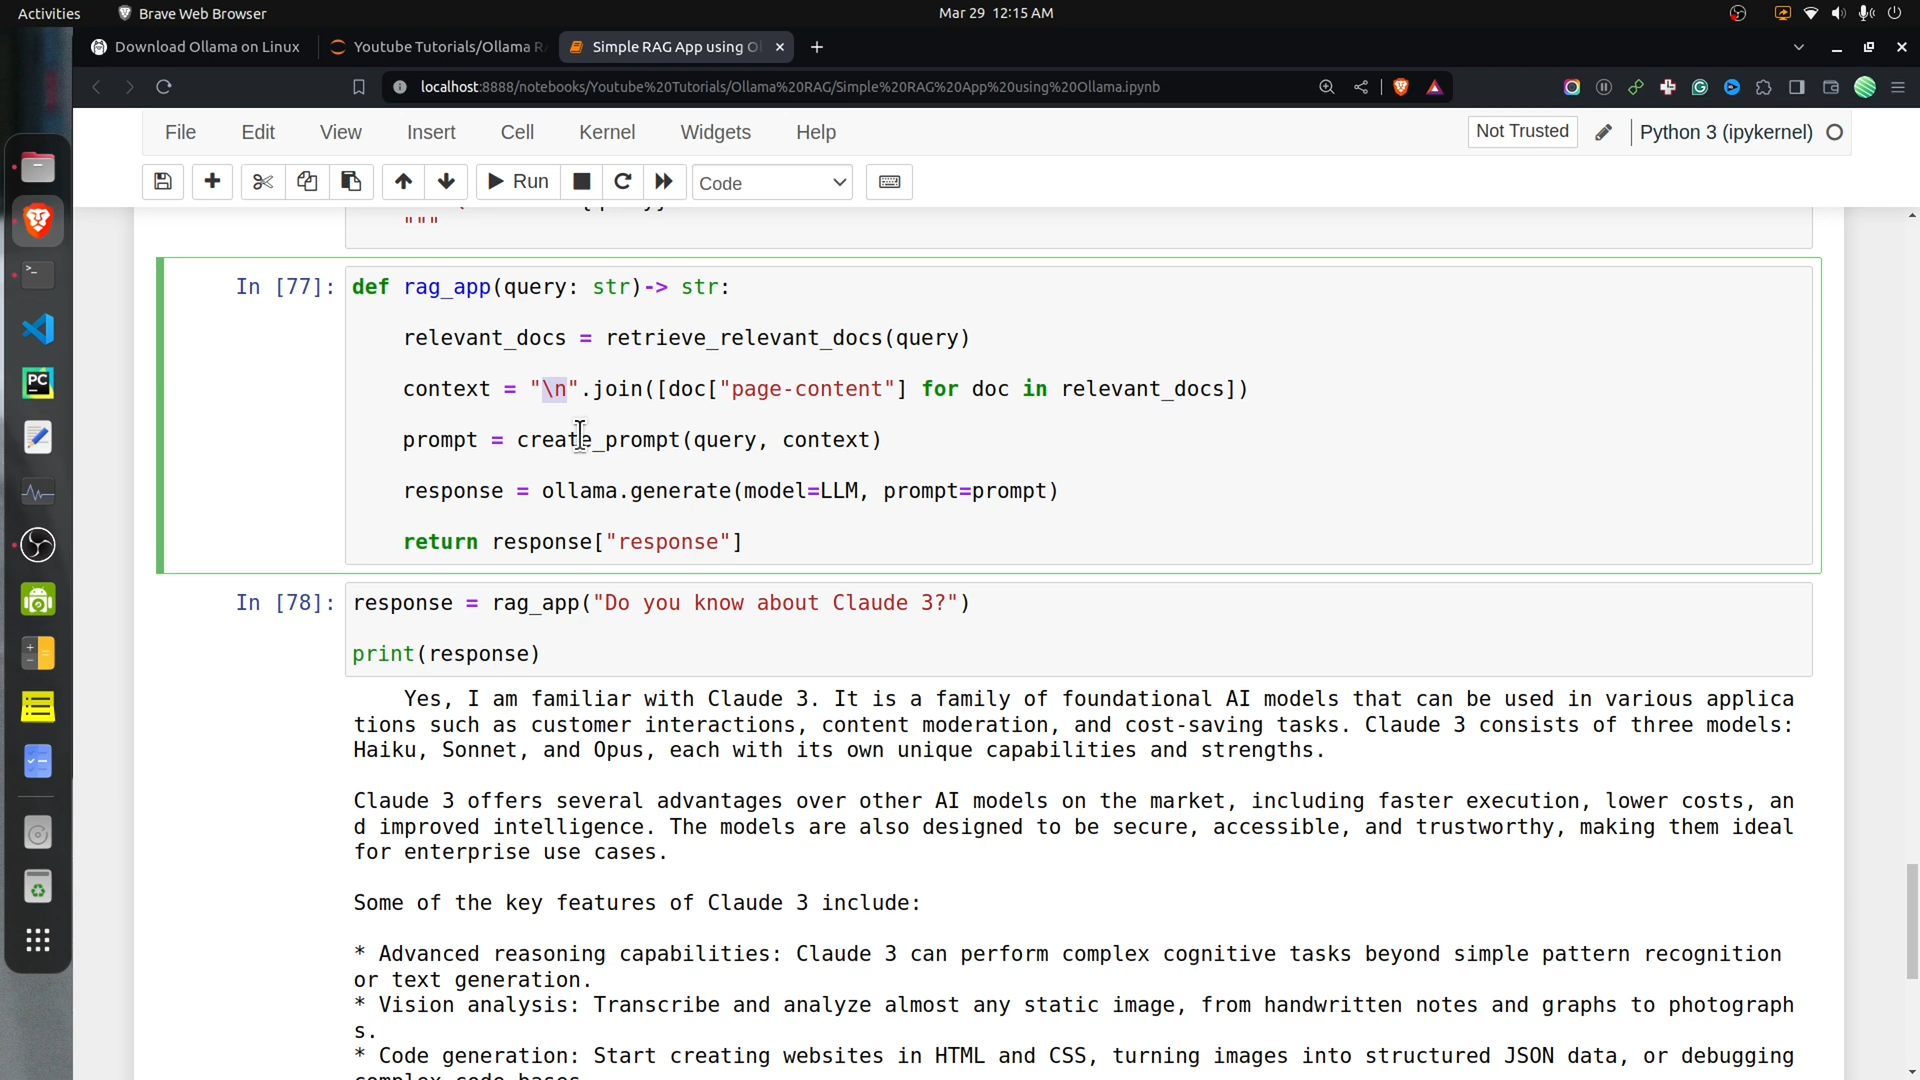 Activities Brave Web Browser Mar 29 12:15 AM
Download Ollama on Linux Youtube Tutorials/Ollama R Simple RAG App using O
localhost:8888/notebooks/Youtube%20Tutorials/Ollama%20RAG/Simple%20RAG%20App%20using%20Ollama.ipynb
File Edit View Insert Cell Kernel Widgets Help Not Trusted Python 3 (ipykernel)
Run Code
"""
In [77]: def rag_app(query: str)-> str:
relevant_docs = retrieve_relevant_docs(query)
context = "\n".join([doc["page-content"] for doc in relevant_docs])
prompt = create_prompt(query, context)
response = ollama.generate(model=LLM, prompt=prompt)
return response["response"]
In [78]: response = rag_app("Do you know about Claude 3?")
print(response)
Yes, I am familiar with Claude 3. It is a family of foundational AI models that can be used in various applica
tions such as customer interactions, content moderation, and cost-saving tasks. Claude 3 consists of three models:
Haiku, Sonnet, and Opus, each with its own unique capabilities and strengths.
Claude 3 offers several advantages over other AI models on the market, including faster execution, lower costs, an
d improved intelligence. The models are also designed to be secure, accessible, and trustworthy, making them ideal
for enterprise use cases.
Some of the key features of Claude 3 include:
* Advanced reasoning capabilities: Claude 3 can perform complex cognitive tasks beyond simple pattern recognition
or text generation.
* Vision analysis: Transcribe and analyze almost any static image, from handwritten notes and graphs to photograph
s.
* Code generation: Start creating websites in HTML and CSS, turning images into structured JSON data, or debugging
complex code bases.